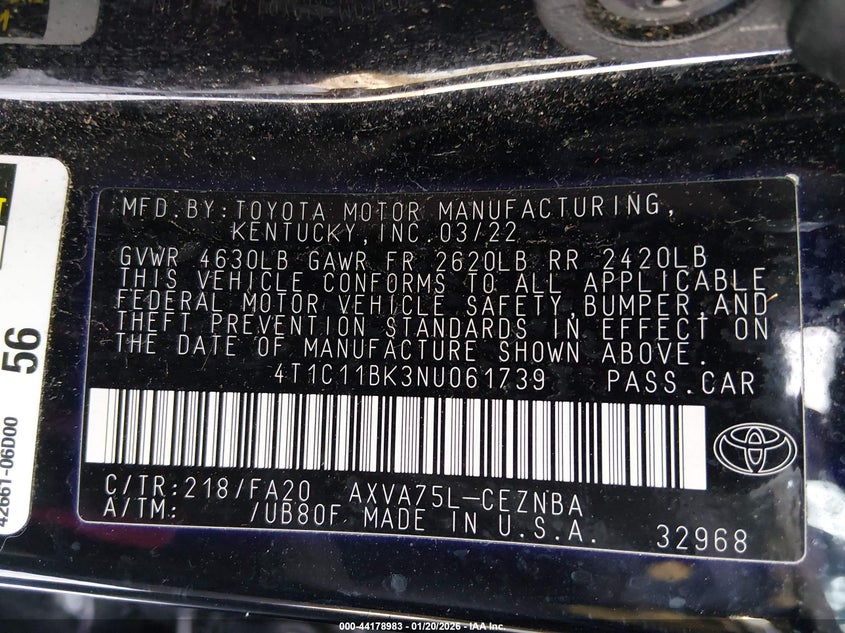 MFD.BY:TOYOTA MOTOR MANUFACTURING,
KENTUCKY,INC.03/22
GVWR 4630LB GAWR FR 2620LB RR 2420LB
THIS VEHICLE CONFORMS TO ALL APPLICABLE
FEDERAL MOTOR VEHICLE SAFETY,BUMPER,AND
THEFT PREVENTION STANDARDS IN EFFECT ON
THE DATE OF MANUFACTURE SHOWN ABOVE.
4T1C11BK3NU061739 PASS.CAR
C/TR:218/FA20 AXVA75L-CEZNBA
A/TM: /UB80F MADE IN U.S.A. 32968
56
42661-06D00
000-44178983 - 01/20/2026 - IAA Inc.